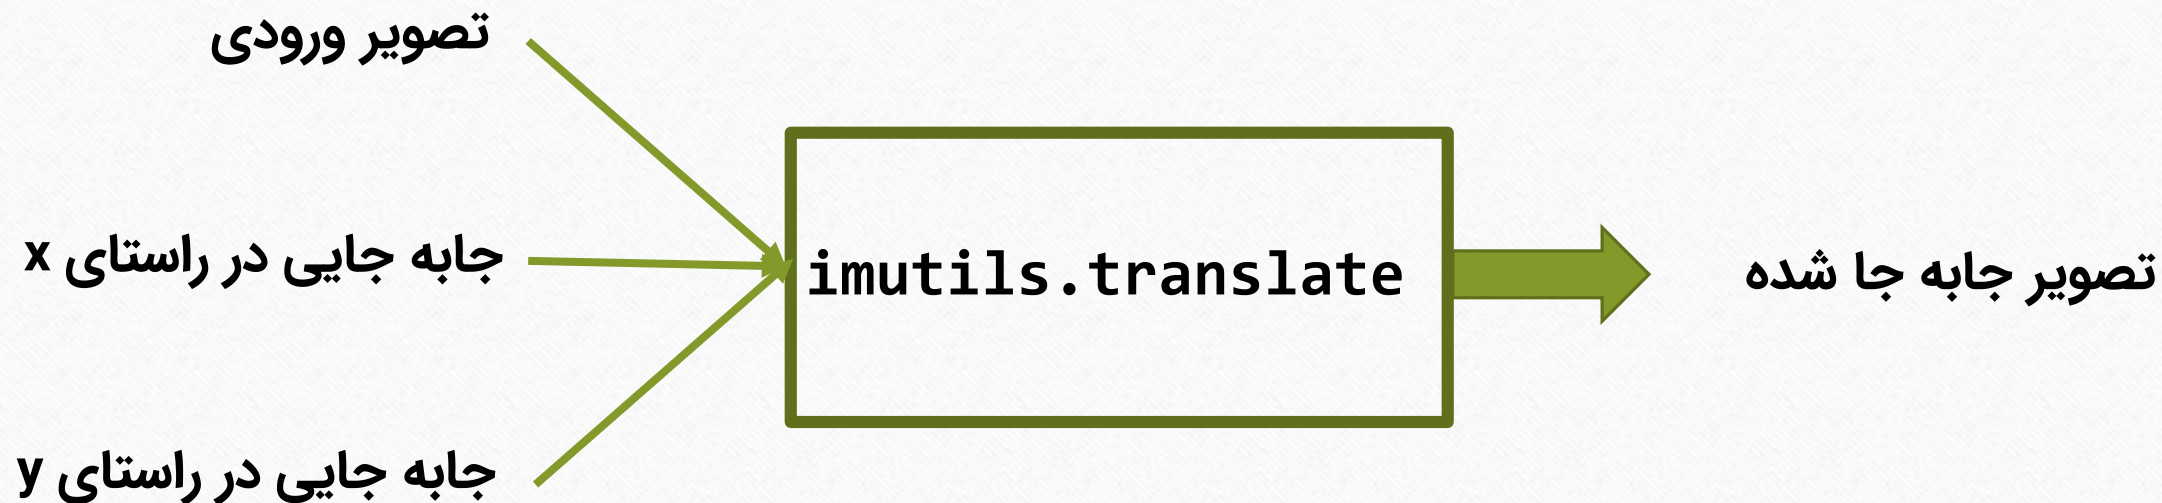 تصویر ورودی
جابه جایی در راستای x
جابه جایی در راستای y
imutils.translate
تصویر جابه جا شده